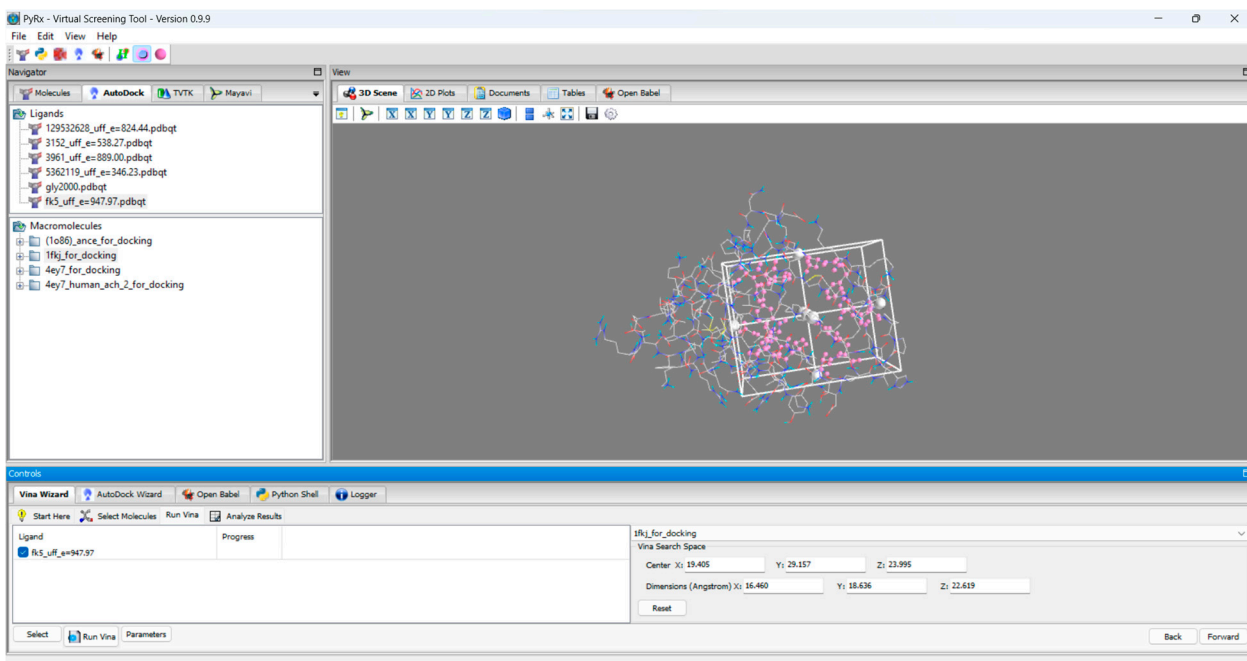 PyRx - Virtual Screening Tool - Version 0.9.9
File Edit View Help
Navigator
View
Molecules AutoDock TVTK Mayavi
3D Scene 2D Plots Documents Tables Open Babel
X X Y Y Z Z
Ligands
129532628_uff_e=824.44.pdbqt
3152_uff_e=538.27.pdbqt
3961_uff_e=889.00.pdbqt
5362119_uff_e=346.23.pdbqt
gly2000.pdbqt
fk5_uff_e=947.97.pdbqt
Macromolecules
(1o86)_ance_for_docking
1fkj_for_docking
4ey7_for_docking
4ey7_human_ach_2_for_docking
Controls
Vina Wizard AutoDock Wizard Open Babel Python Shell Logger
Start Here Select Molecules Run Vina Analyze Results
Ligand Progress
fk5_uff_e=947.97
1fkj_for_docking
Vina Search Space
Center X: 19.405 Y: 29.157 Z: 23.995
Dimensions (Angstrom) X: 16.460 Y: 18.636 Z: 22.619
Reset
Select Run Vina Parameters
Back Forward